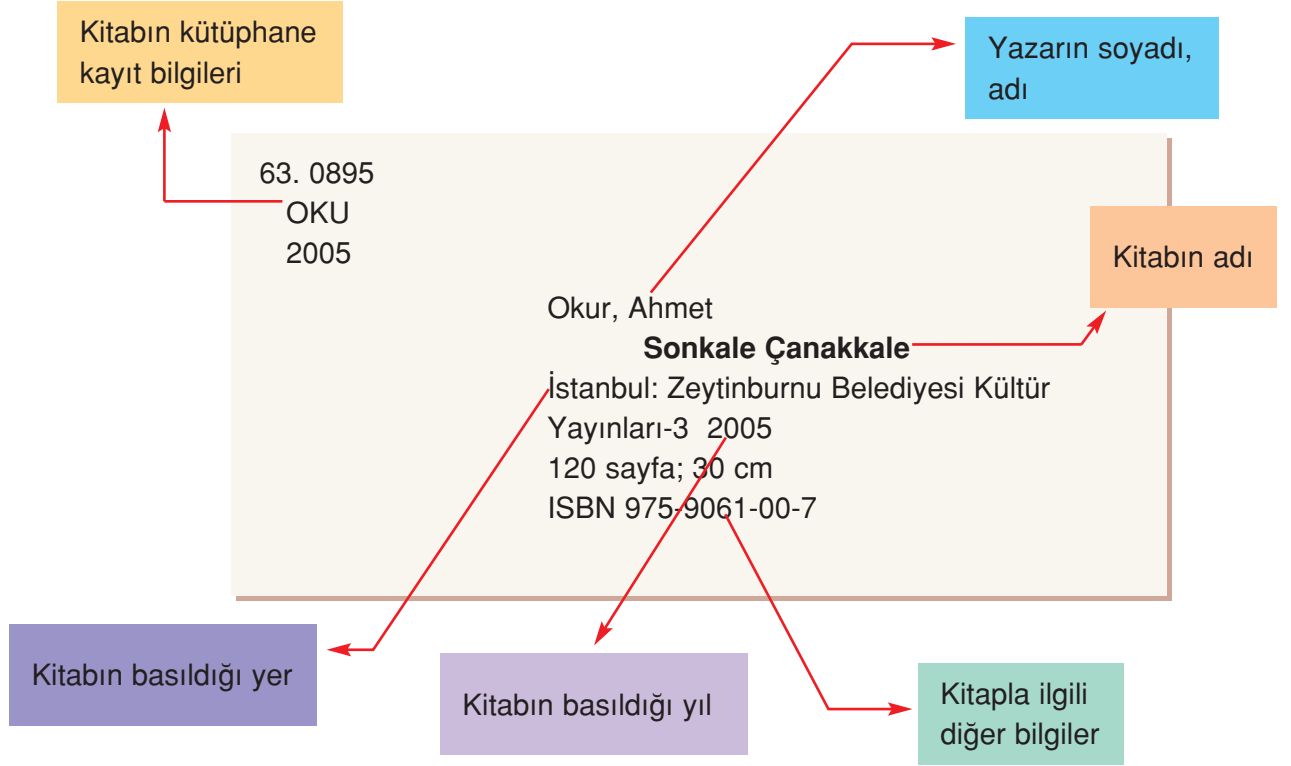 Kitabın kütüphane
kayıt bilgileri
Yazarın soyadı,
adı
63. 0895
OKU
2005
Kitabın adı
Okur, Ahmet
Sonkale Çanakkale
İstanbul: Zeytinburnu Belediyesi Kültür
Yayınları-3 2005
120 sayfa; 30 cm
ISBN 975-9061-00-7
Kitabın basıldığı yer
Kitabın basıldığı yıl
Kitapla ilgili
diğer bilgiler